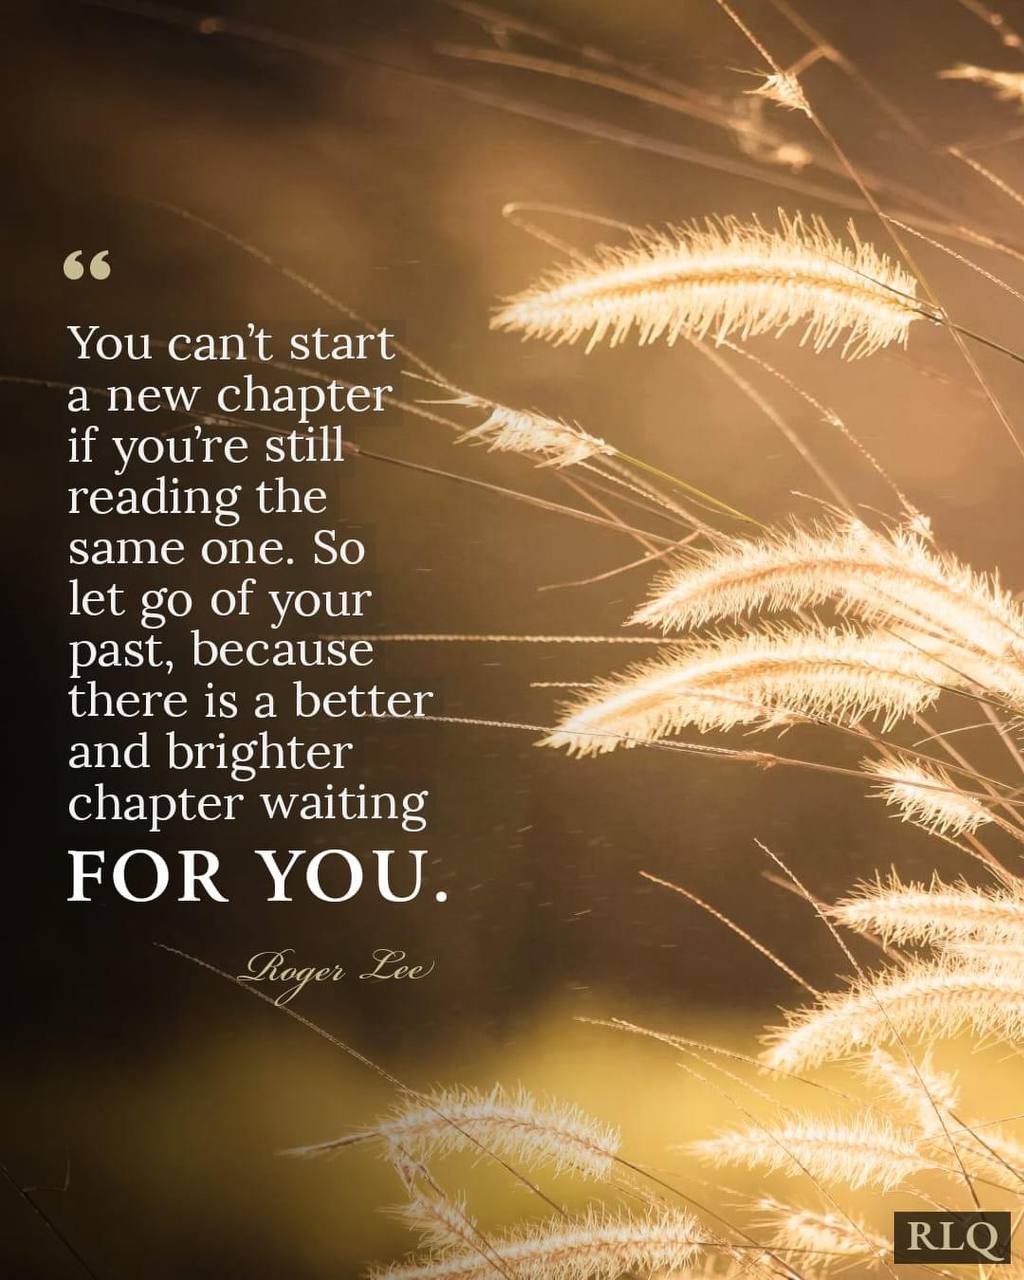 “
You can’t start
a new chapter
if you’re still
reading the
same one. So
let go of your
past, because
there is a better
and brighter
chapter waiting
FOR YOU.
Roger Lee
RLQ